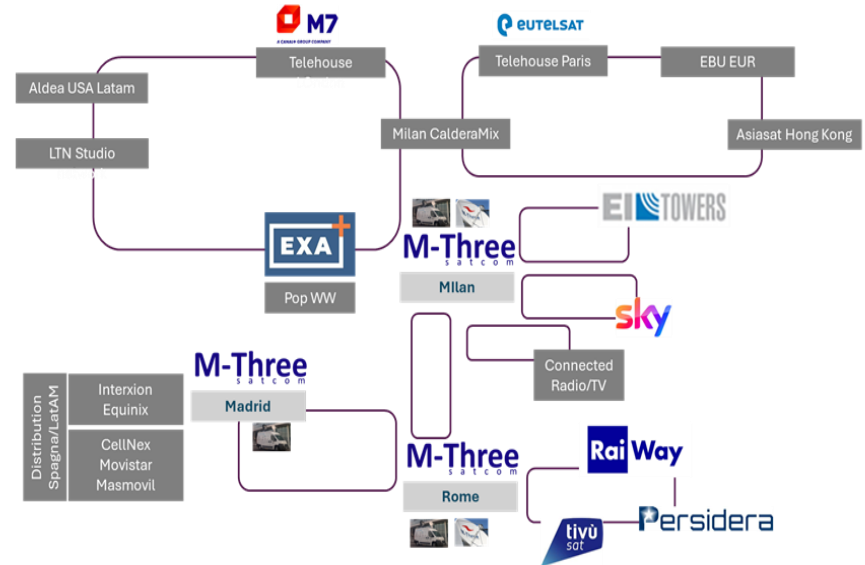 M7
A CANAL+ GROUP COMPANY
eutelsat
Telehouse
Telehouse Paris
EBU EUR
Aldea USA Latam
LTN Studio
Milan CalderaMix
Asiasat Hong Kong
EXA
Pop WW
M-Three
satcom
MIlan
EI TOWERS
sky
Connected
Radio/TV
M-Three
satcom
Madrid
Distribution
Spagna/LatAM
Interxion
Equinix
CellNex
Movistar
Masmovil
M-Three
satcom
Rome
Rai Way
Persidera
tivù
sat